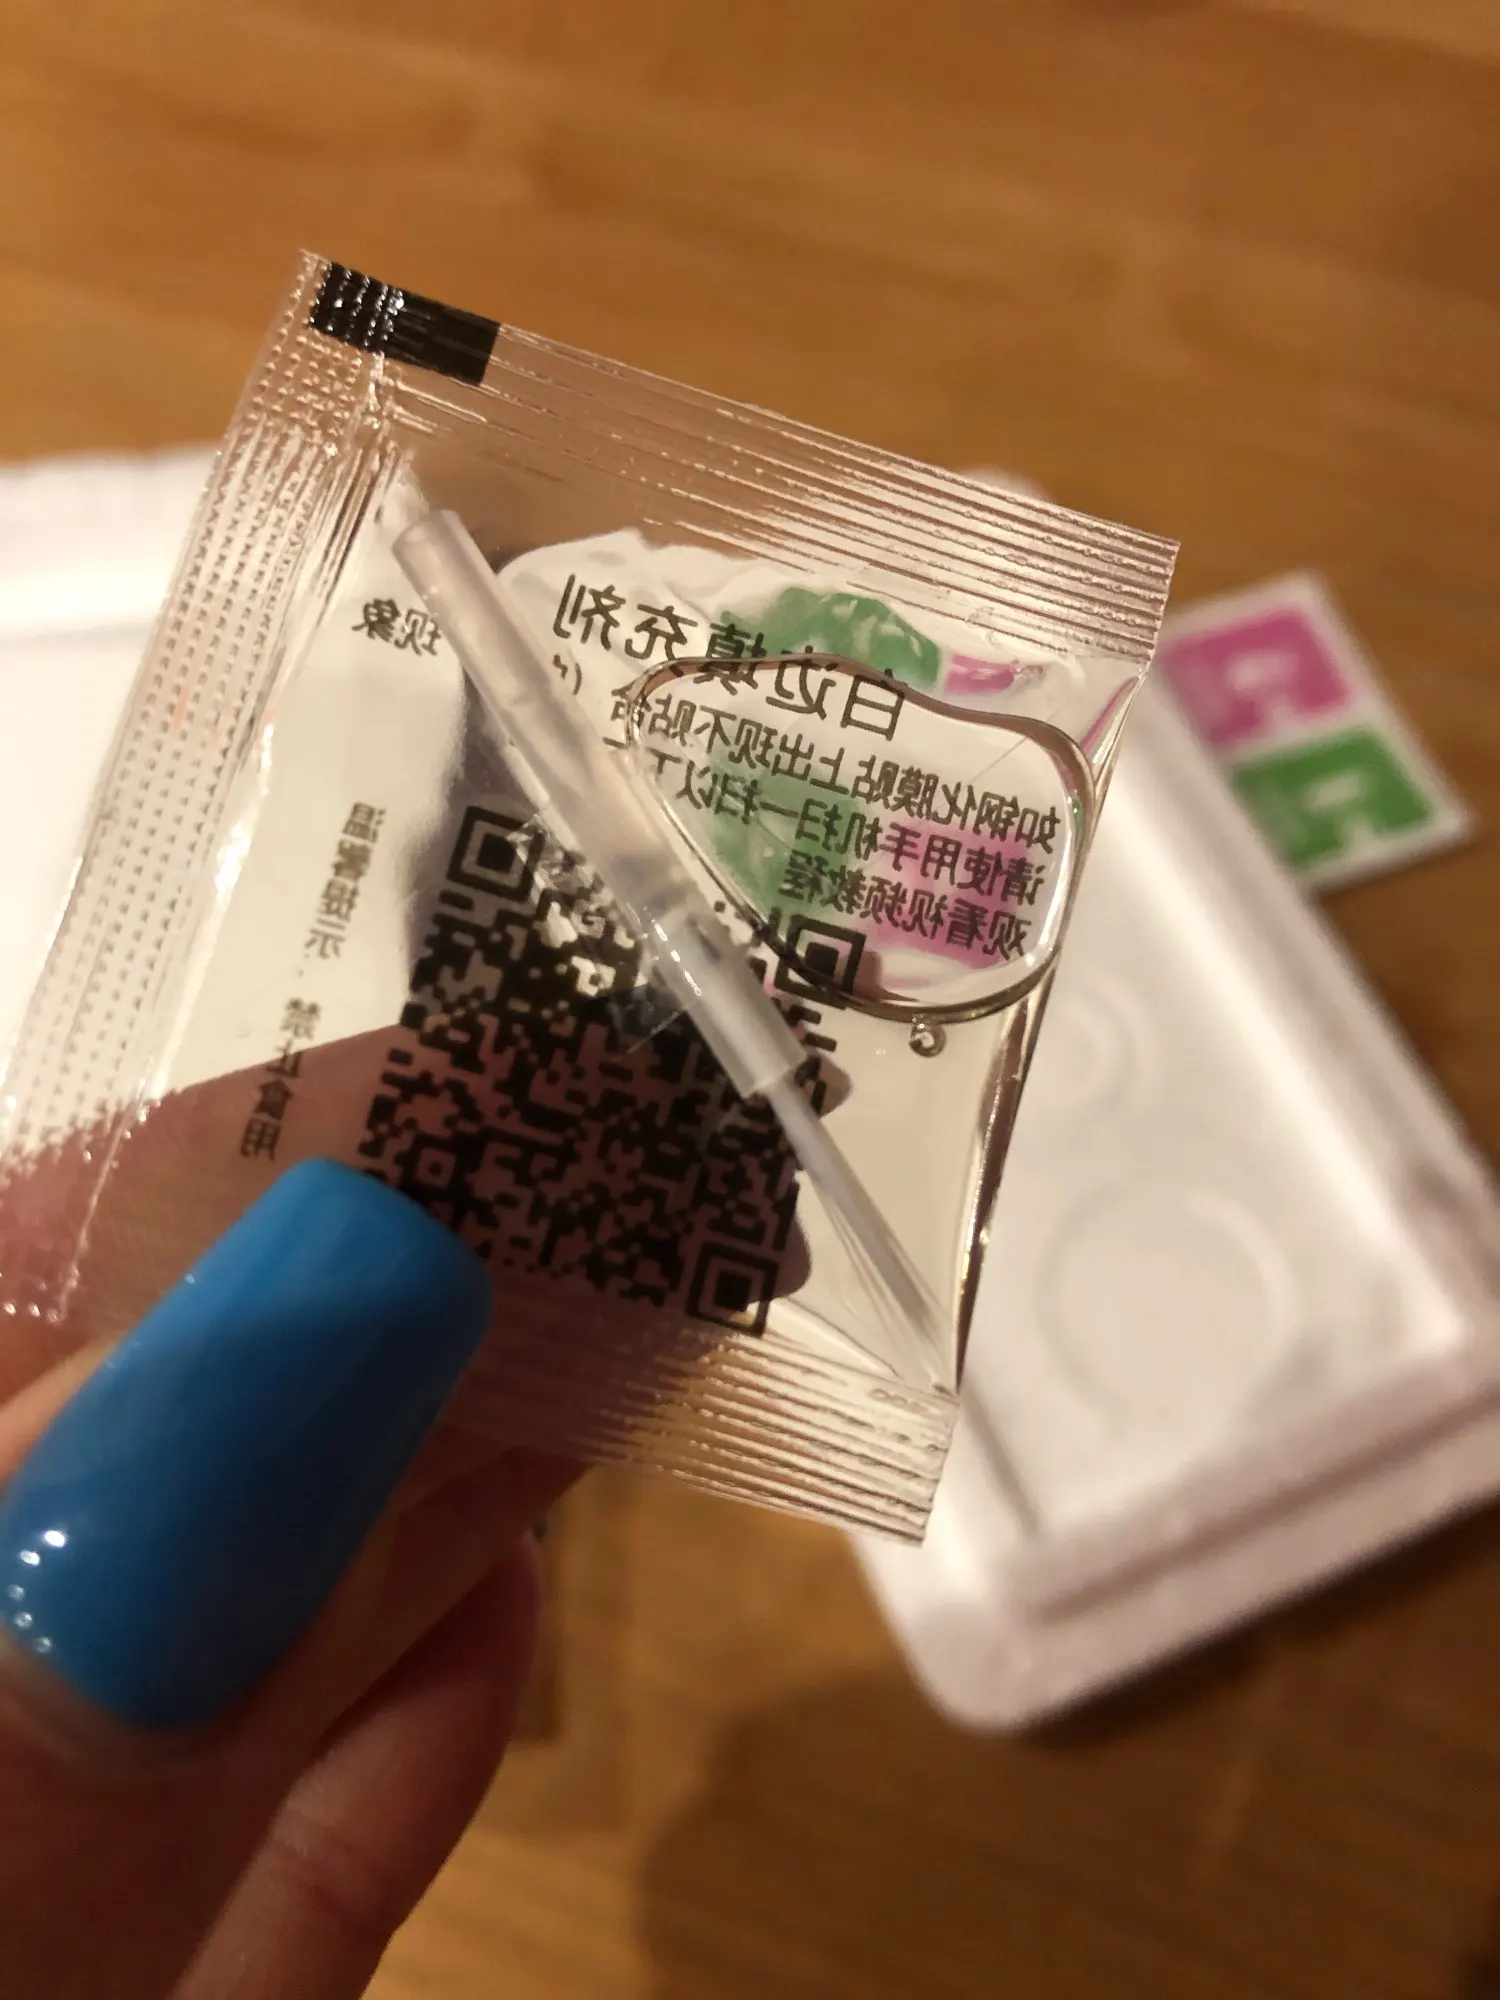 白边填充剂
如钢化膜贴上出现不贴合
现象
请使用手机扫一扫以下
观看视频教程
温馨提示：禁止食用